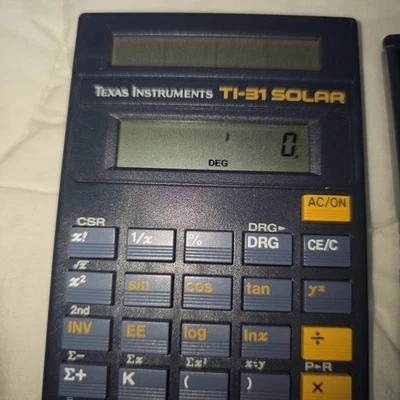 TEXAS INSTRUMENTS TI-31 SOLAR
' 0.
DEG
AC/ON
CSR DRG►
x! 1/x % DRG CE/C
√x
x² sin cos tan yˣ
2nd
INV EE log lnx ÷
Σ− Σx Σx² x:y P►R
Σ+ K ( ) ×